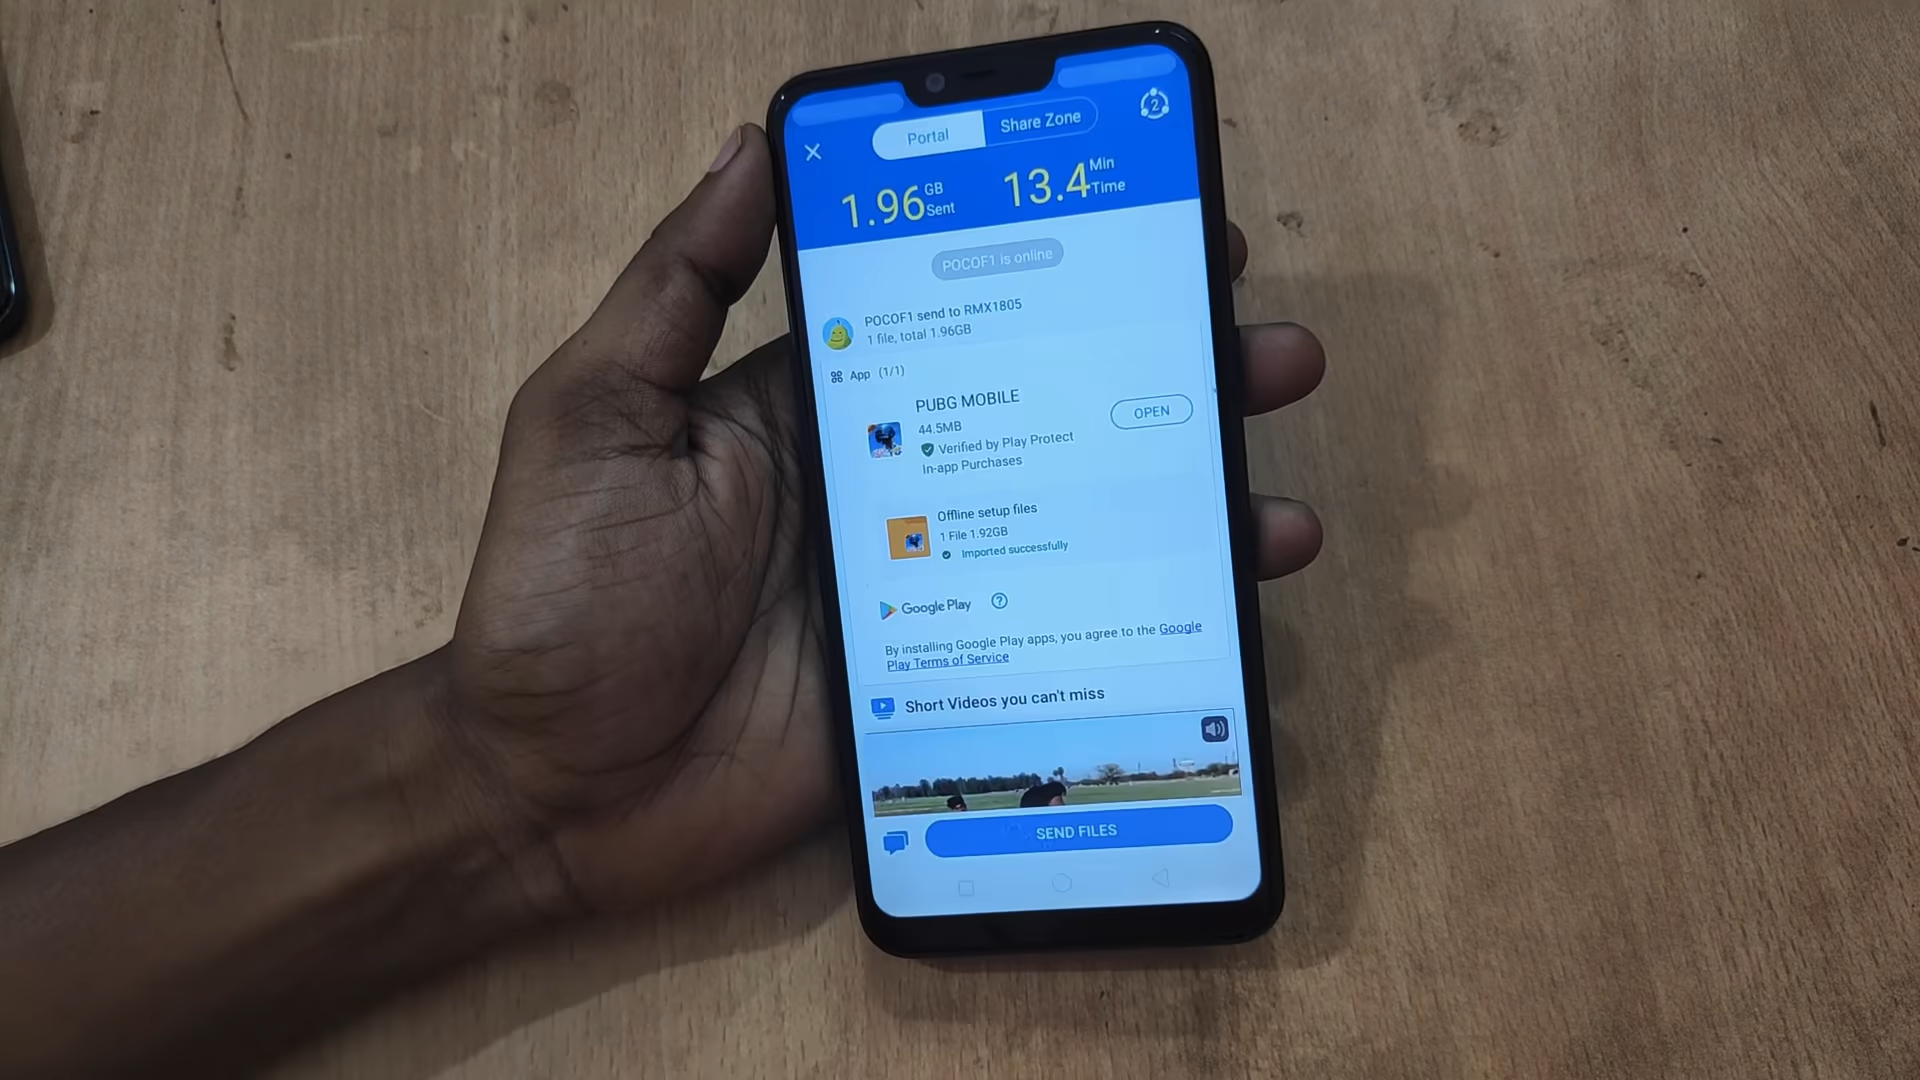 Portal
Share Zone
2
1.96 GB Sent
13.4 Min Time
POCOF1 is online
POCOF1 send to RMX1805
1 file, total 1.96GB
App (1/1)
PUBG MOBILE
44.5MB
OPEN
Verified by Play Protect
In-app Purchases
Offline setup files
1 File 1.92GB
Imported successfully
Google Play ?
By installing Google Play apps, you agree to the Google
Play Terms of Service
Short Videos you can't miss
SEND FILES